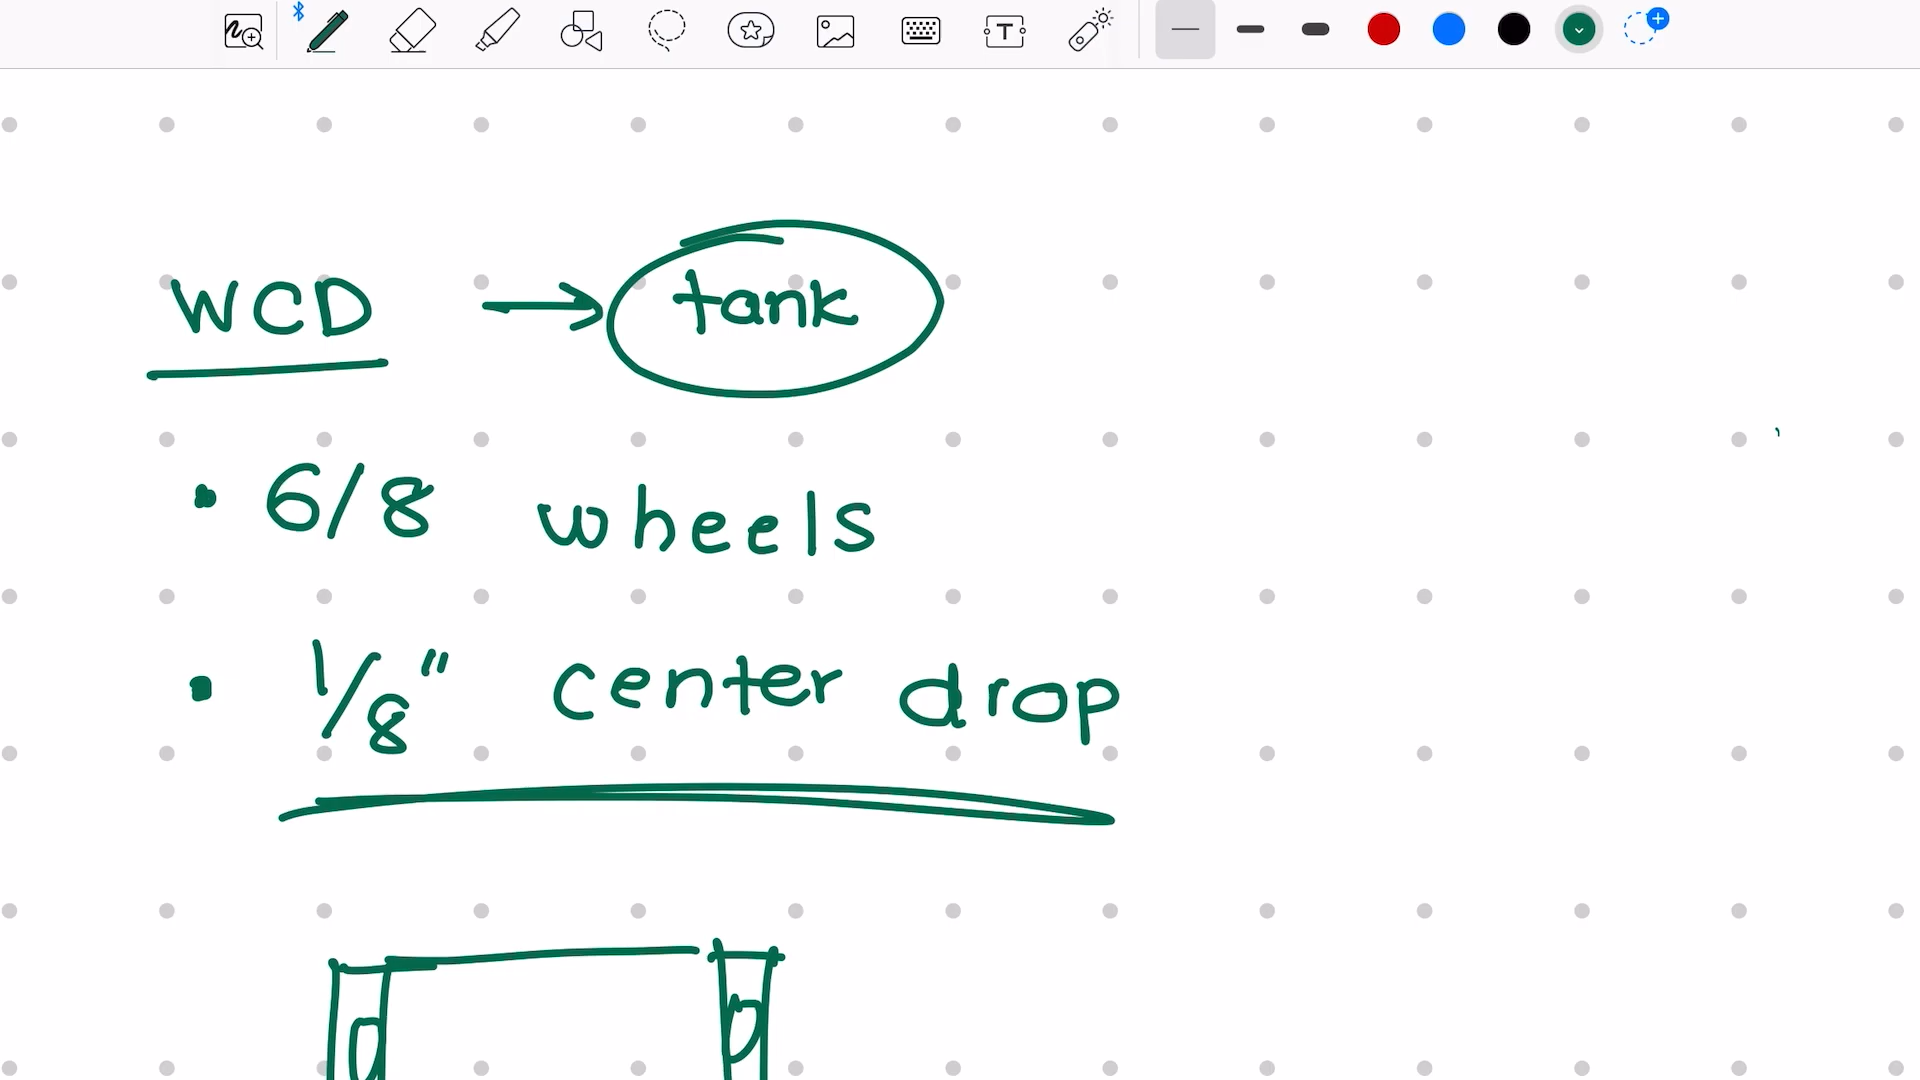 WCD → tank
• 6/8 wheels
• 1/8" center drop